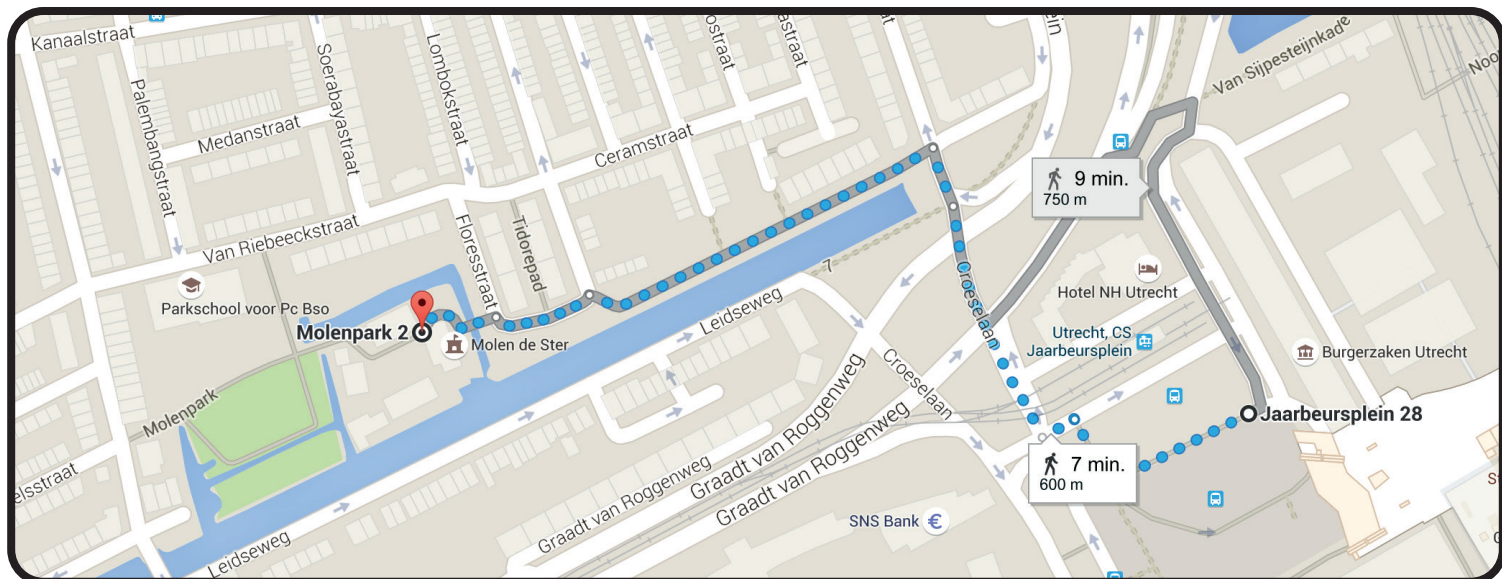 Kanaalstraat
Palembangstraat
Soerabayastraat
Lombokstraat
Medanstraat
Ceramstraat
Van Sijpesteijnkade
9 min.
750 m
Van Riebeeckstraat
Floresstraat
Tidorepad
Parkschool voor Pc Bso
Molenpark 2
Molen de Ster
7
Leidseweg
Croeselaan
Hotel NH Utrecht
Utrecht, CS
Jaarbeursplein
Burgerzaken Utrecht
Croeselaan
Molenpark
Jaarbeursplein 28
7 min.
600 m
Graadt van Roggenweg
Graadt van Roggenweg
Graadt van Roggenweg
SNS Bank €
Leidseweg